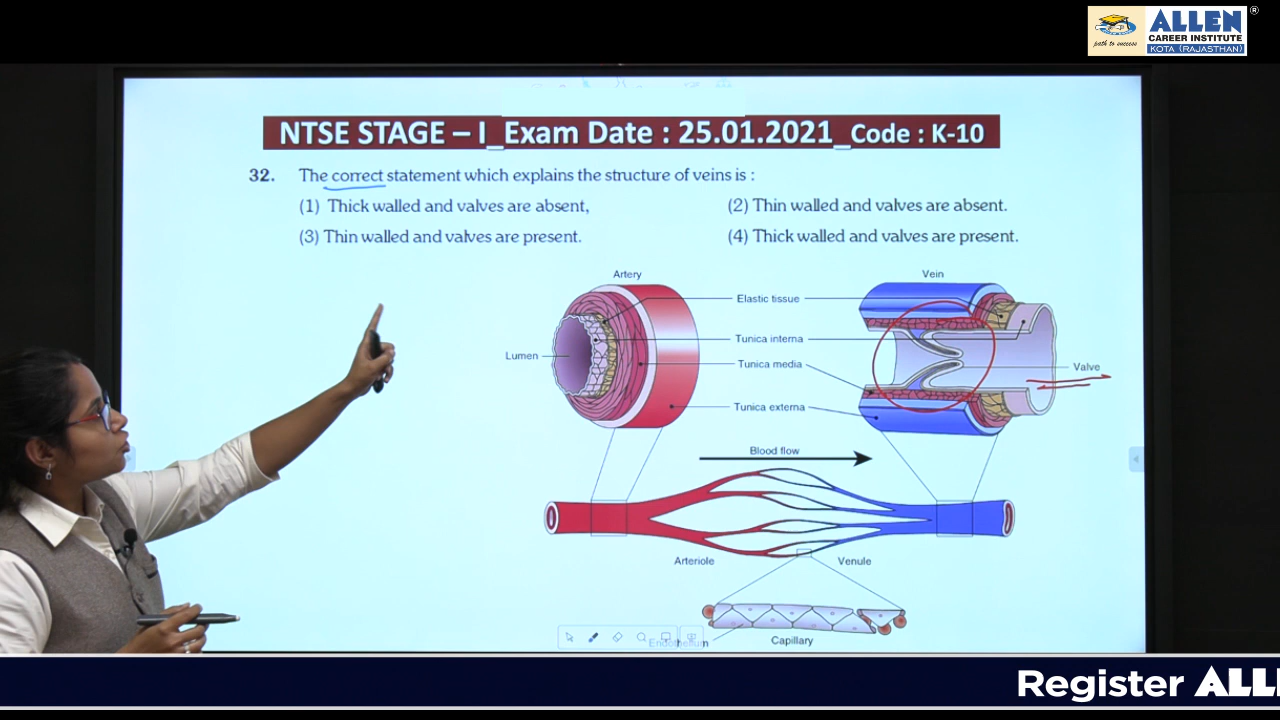 ALLEN
®
CAREER INSTITUTE
path to success
KOTA (RAJASTHAN)
NTSE STAGE – I_Exam Date : 25.01.2021_Code : K-10
32. The correct statement which explains the structure of veins is :
(1) Thick walled and valves are absent,
(2) Thin walled and valves are absent.
(3) Thin walled and valves are present.
(4) Thick walled and valves are present.
Artery
Vein
Elastic tissue
Tunica interna
Lumen
Tunica media
Valve
Tunica externa
Blood flow
Arteriole
Venule
Capillary
Endothelium
Register ALLE